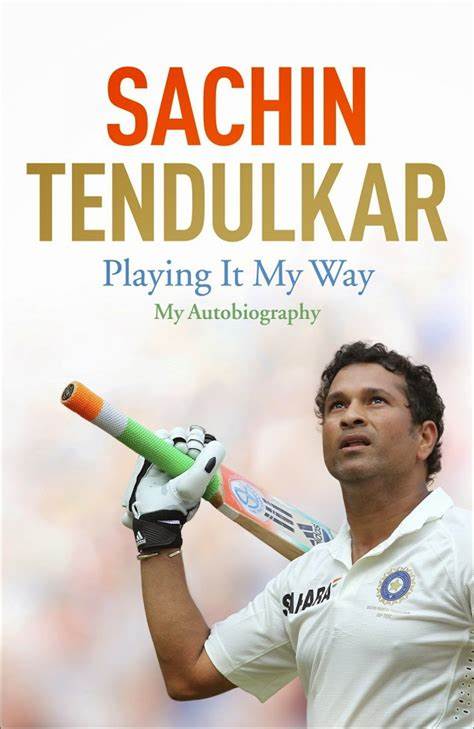 SACHIN
TENDULKAR
Playing It My Way
My Autobiography
SAHARA